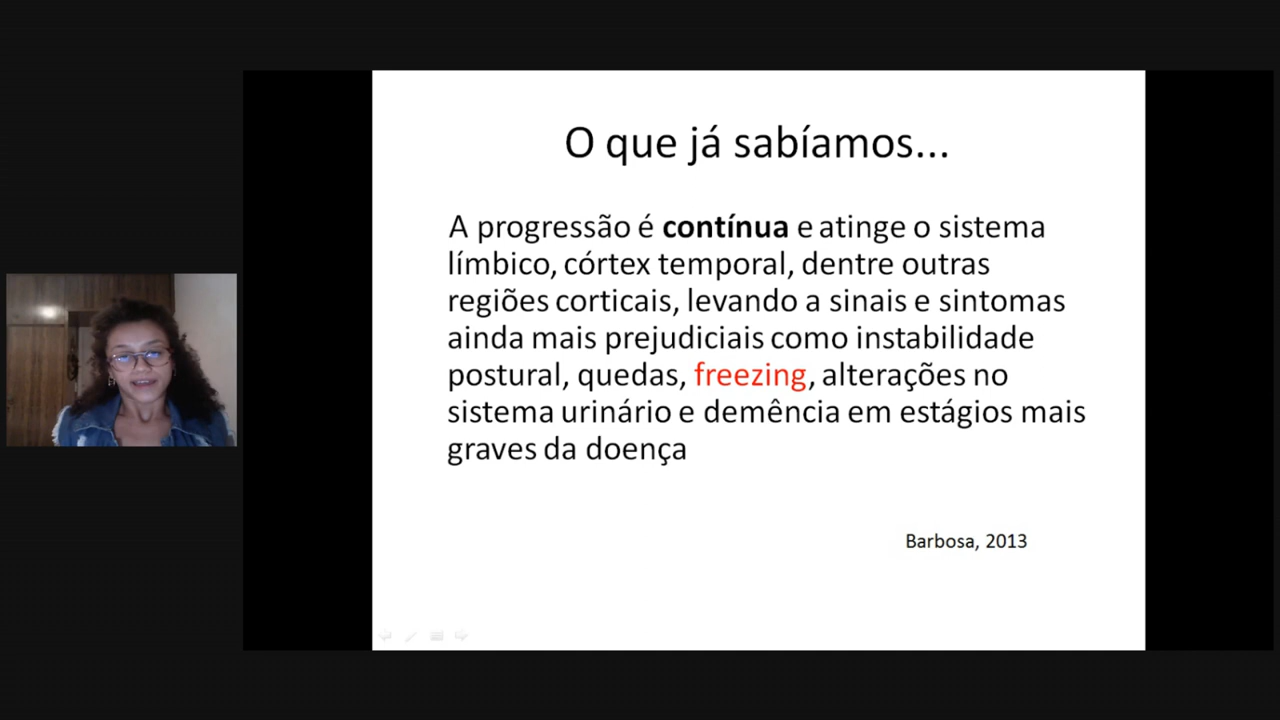 O que já sabíamos...
A progressão é contínua e atinge o sistema
límbico, córtex temporal, dentre outras
regiões corticais, levando a sinais e sintomas
ainda mais prejudiciais como instabilidade
postural, quedas, freezing, alterações no
sistema urinário e demência em estágios mais
graves da doença
Barbosa, 2013